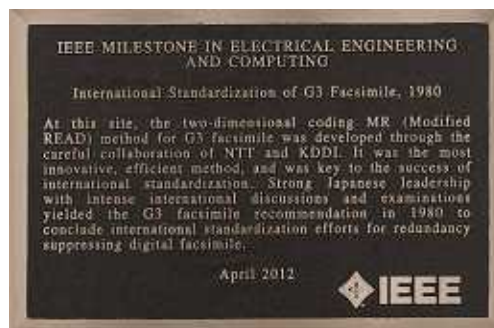 IEEE MILESTONE IN ELECTRICAL ENGINEERING
AND COMPUTING
International Standardization of G3 Facsimile, 1980
At this site, the two-dimensional coding MR (Modified
READ) method for G3 facsimile was developed through the
careful collaboration of NTT and KDDI. It was the most
innovative, efficient method, and was key to the success of
international standardization. Strong Japanese leadership
with intense international discussions and examinations
yielded the G3 facsimile recommendation in 1980 to
conclude international standardization efforts for redundancy
suppressing digital facsimile.
April 2012
IEEE